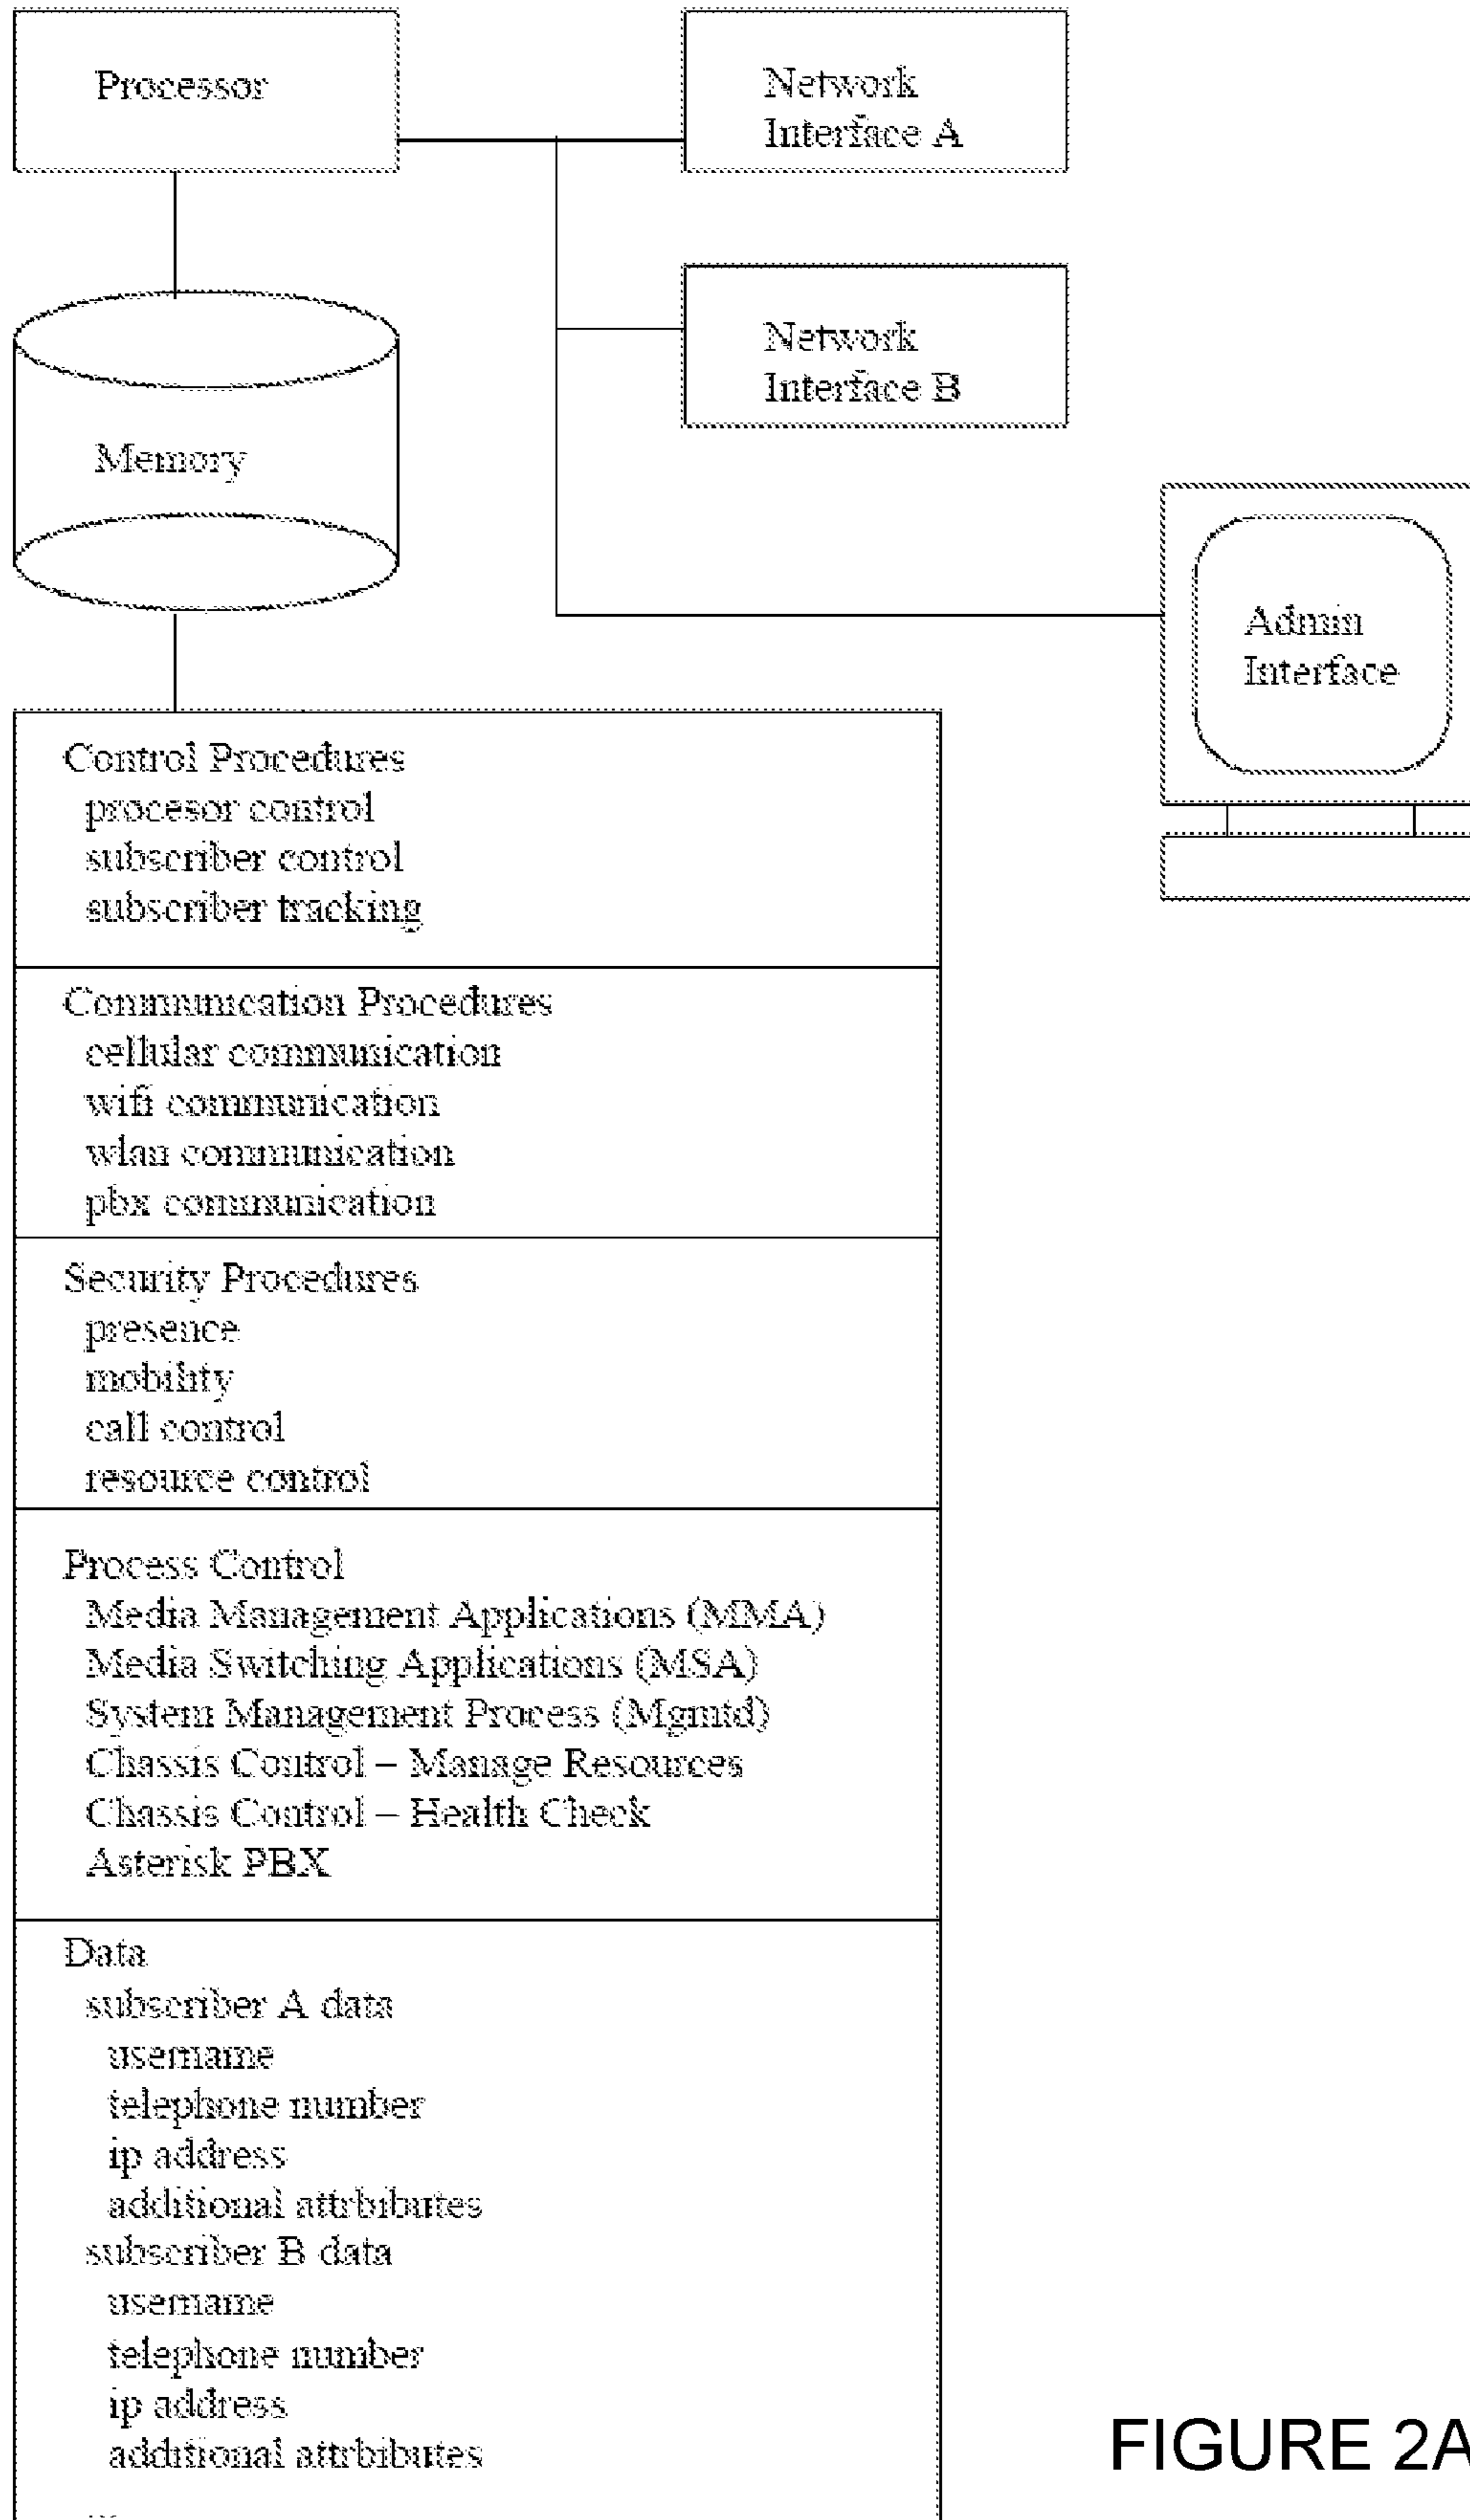 Processor
Network
Interface A
Network
Interface B
Memory
Admin
Interface
Control Procedures
procesor control
subscriber control
subscriber tracking
Communication Procedures
cellular communication
wifi communication
wlan communication
pbx communication
Security Procedures
presence
mobility
call control
resource control
Process Control
Media Management Applications (MMA)
Media Switching Applications (MSA)
System Management Process (Mgmtd)
Chassis Control – Manage Resources
Chassis Control – Health Check
Asterisk PBX
Data
subscriber A data
username
telephone number
ip address
additional attrbibutes
subscriber B data
username
telephone number
ip address
additional attrbibutes
...
FIGURE 2A